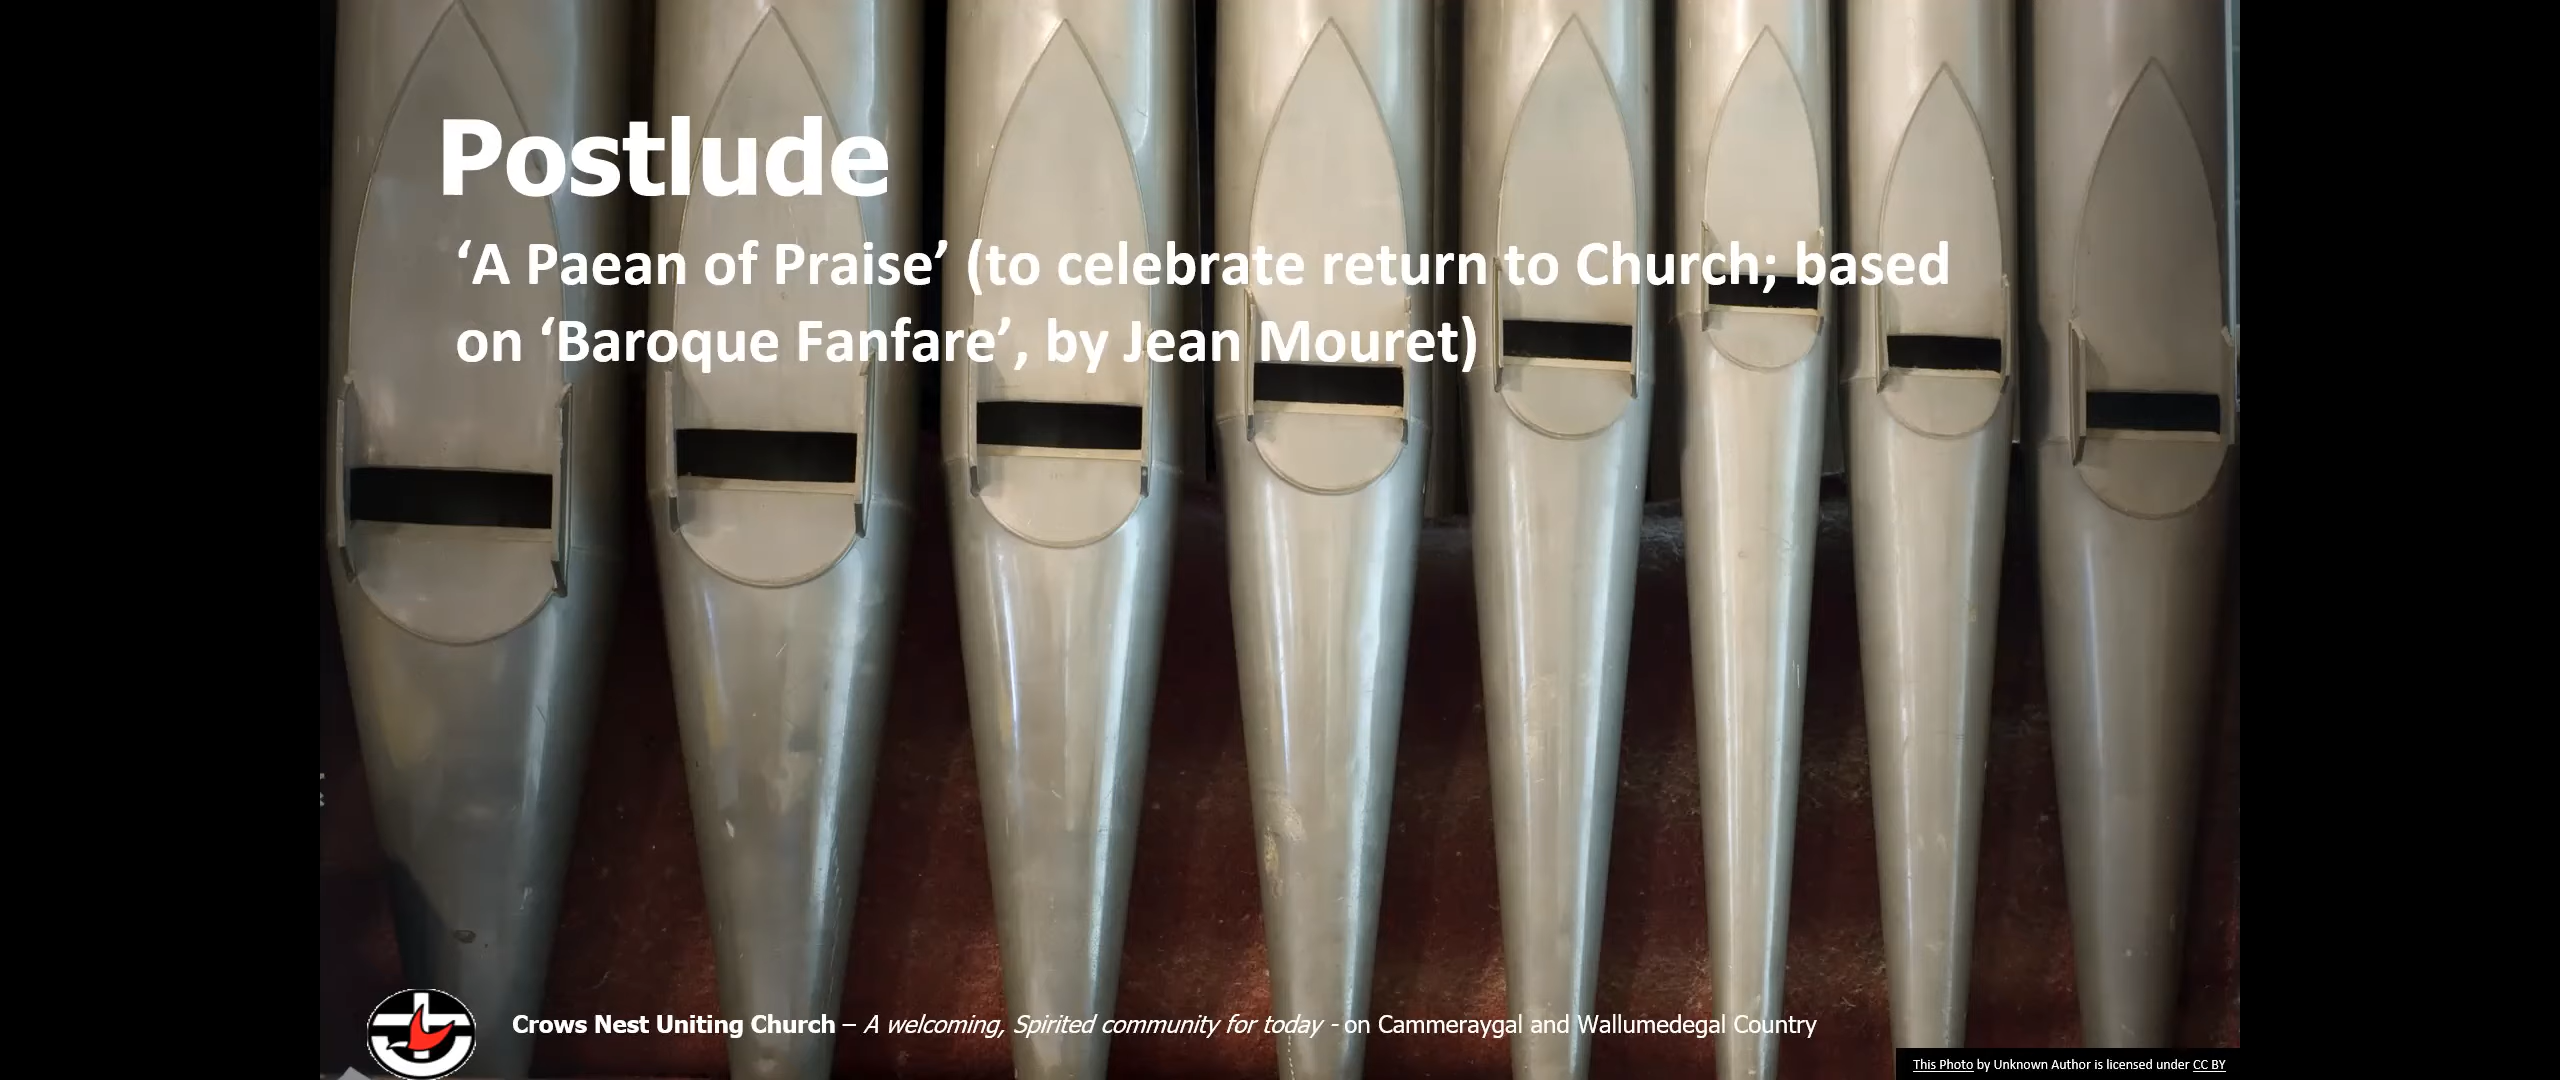 Postlude
‘A Paean of Praise’ (to celebrate return to Church; based
on ‘Baroque Fanfare’, by Jean Mouret)
Crows Nest Uniting Church – A welcoming, Spirited community for today - on Cammeraygal and Wallumedegal Country
This Photo by Unknown Author is licensed under CC BY